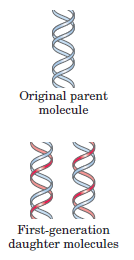 Original parent
molecule
First-generation
daughter molecules